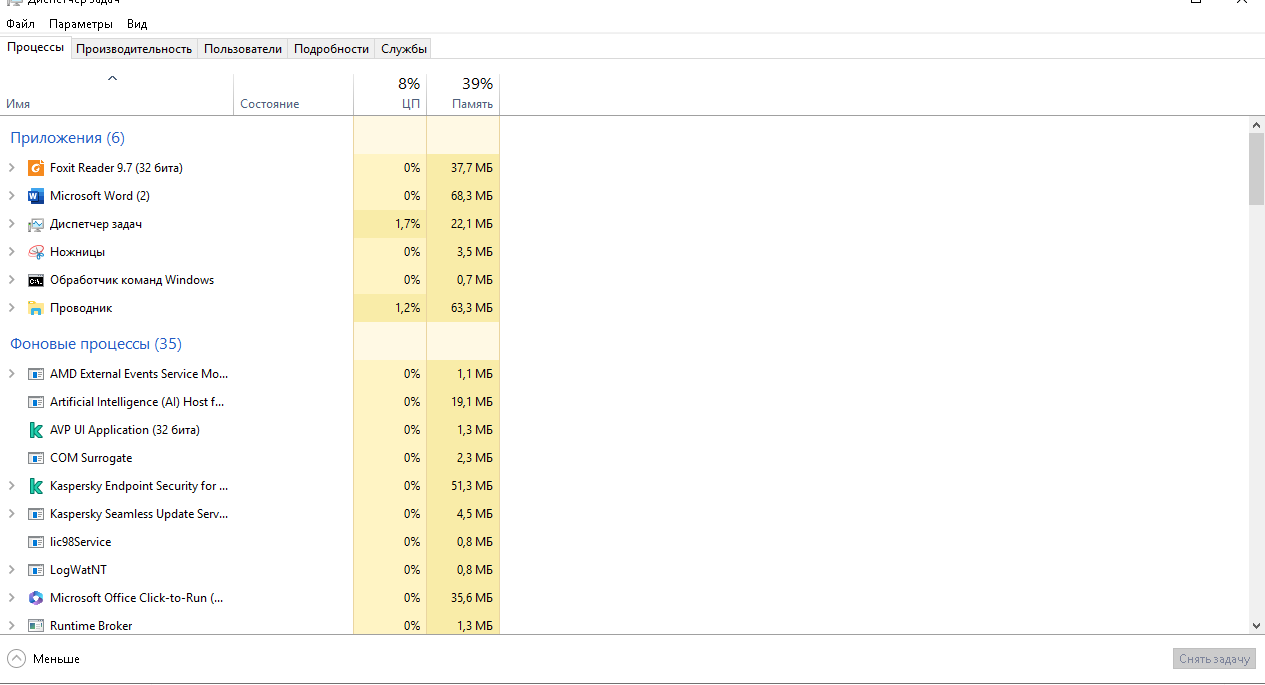 Диспетчер задач
Файл Параметры Вид
Процессы Производительность Пользователи Подробности Службы
8% 39%
Имя Состояние ЦП Память
Приложения (6)
Foxit Reader 9.7 (32 бита) 0% 37,7 МБ
Microsoft Word (2) 0% 68,3 МБ
Диспетчер задач 1,7% 22,1 МБ
Ножницы 0% 3,5 МБ
Обработчик команд Windows 0% 0,7 МБ
Проводник 1,2% 63,3 МБ
Фоновые процессы (35)
AMD External Events Service Mo... 0% 1,1 МБ
Artificial Intelligence (AI) Host f... 0% 19,1 МБ
AVP UI Application (32 бита) 0% 1,3 МБ
COM Surrogate 0% 2,3 МБ
Kaspersky Endpoint Security for ... 0% 51,3 МБ
Kaspersky Seamless Update Serv... 0% 4,5 МБ
lic98Service 0% 0,8 МБ
LogWatNT 0% 0,8 МБ
Microsoft Office Click-to-Run (... 0% 35,6 МБ
Runtime Broker 0% 1,3 МБ
Меньше Снять задачу